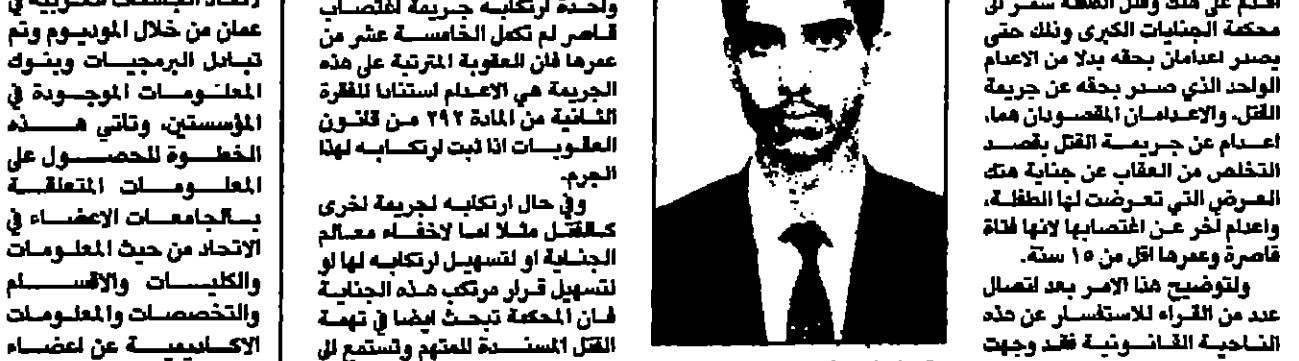 اقدم على هتك وقتل الطفلة سمر الى
محكمة الجنايات الكبرى وذلك حتى
يصدر اعدامان بحقه بدلا من الاعدام
الواحد الذي صدر بحقه عن جريمة
القتل. والاعدامان المقصودان هما،
اعدام عن جريمة القتل بقصد
التخلص من العقاب عن جناية هتك
العرض التي تعرضت لها الطفلة،
واعدام آخر عن اغتصابها لانها فتاة
قاصرة وعمرها اقل من ١٥ سنة.
ولتوضيح هذا الامر بعد اتصال
عدد من القراء للاستفسار عن هذه
الناحية القانونية فقد وجهت
واحدة ارتكابه جريمة اغتصاب
قاصر لم تكمل الخامسة عشر من
عمرها فان العقوبة المترتبة على هذه
الجريمة هي الاعدام استنادا للفقرة
الثانية من المادة ٢٩٢ من قانون
العقوبات اذا ثبت ارتكابه لهذا
الجرم.
وفي حال ارتكابه لجريمة اخرى
كالقتل مثلا اما لاخفاء معالم
الجناية او لتسهيل ارتكابه لها او
لتسهيل فرار مرتكب هذه الجناية
فان المحكمة تبحث ايضا في تهمة
القتل المسندة للمتهم وتستمع الى
عمان من خلال الموديوم وتم
تبادل البرمجيات وبنوك
المعلومات الموجودة في
المؤسستين، وتاتي هذه
الخطوة للحصول على
المعلومات المتعلقة
بالجامعات الاعضاء في
الاتحاد من حيث المعلومات
والكليات والاقسام
والتخصصات والمعلومات
الاكاديمية عن اعضاء